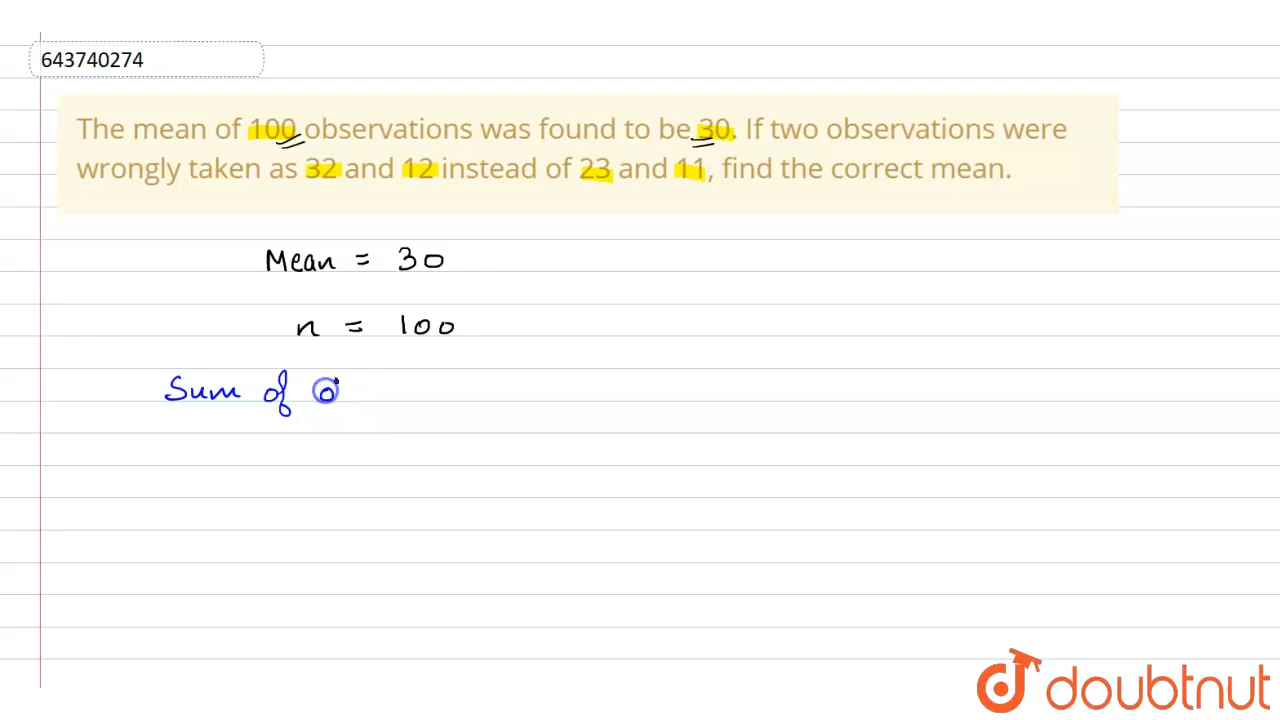 643740274
The mean of 100 observations was found to be 30. If two observations were
wrongly taken as 32 and 12 instead of 23 and 11, find the correct mean.
Mean = 30
n = 100
Sum of o
doubtnut